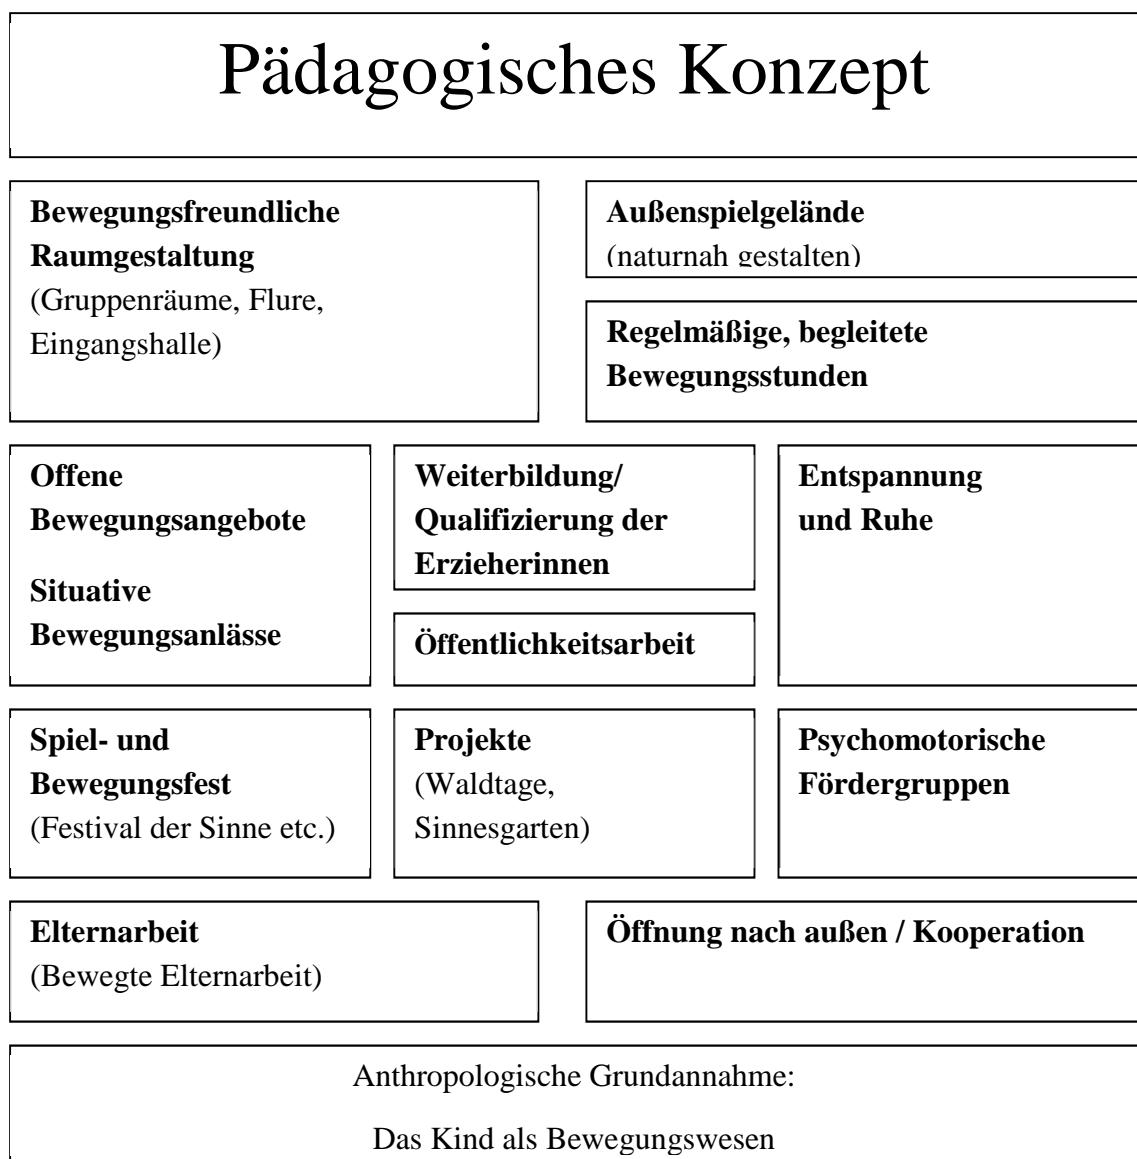 Pädagogisches Konzept
Bewegungsfreundliche
Raumgestaltung
(Gruppenräume, Flure,
Eingangshalle)
Außenspielgelände
(naturnah gestalten)
Regelmäßige, begleitete
Bewegungsstunden
Offene
Bewegungsangebote
Situative
Bewegungsanlässe
Weiterbildung/
Qualifizierung der
Erzieherinnen
Öffentlichkeitsarbeit
Entspannung
und Ruhe
Spiel- und
Bewegungsfest
(Festival der Sinne etc.)
Projekte
(Waldtage,
Sinnesgarten)
Psychomotorische
Fördergruppen
Elternarbeit
(Bewegte Elternarbeit)
Öffnung nach außen / Kooperation
Anthropologische Grundannahme:
Das Kind als Bewegungswesen